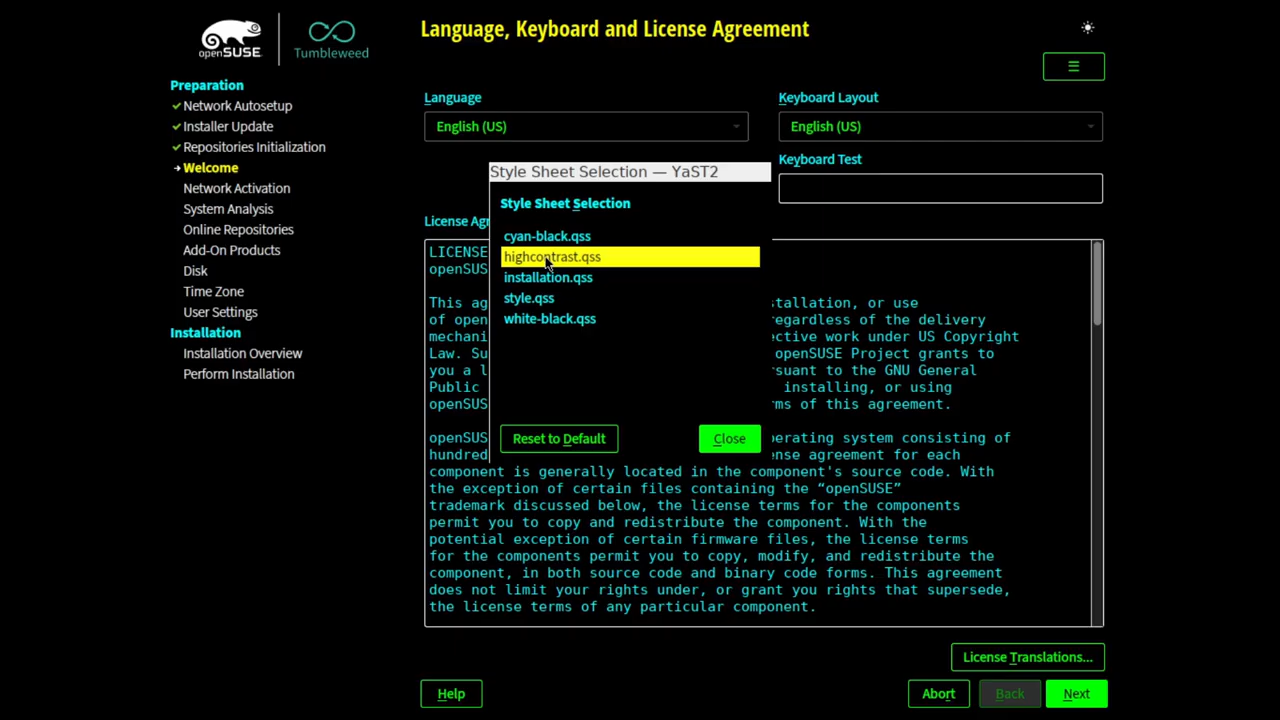 openSUSE
Tumbleweed
Language, Keyboard and License Agreement
☰
Preparation
✓ Network Autosetup
✓ Installer Update
✓ Repositories Initialization
→ Welcome
Network Activation
System Analysis
Online Repositories
Add-On Products
Disk
Time Zone
User Settings
Installation
Installation Overview
Perform Installation
Language
English (US)
Keyboard Layout
English (US)
Keyboard Test
License Agr
Style Sheet Selection — YaST2
Style Sheet Selection
cyan-black.qss
highcontrast.qss
installation.qss
style.qss
white-black.qss
Reset to Default
Close
LICENSE
openSUS
This ag stallation, or use
of open regardless of the delivery
mechani ective work under US Copyright
Law. Su openSUSE Project grants to
you a l rsuant to the GNU General
Public installing, or using
openSUS rms of this agreement.
openSUS perating system consisting of
hundred ense agreement for each
component is generally located in the component's source code. With
the exception of certain files containing the “openSUSE”
trademark discussed below, the license terms for the components
permit you to copy and redistribute the component. With the
potential exception of certain firmware files, the license terms
for the components permit you to copy, modify, and redistribute the
component, in both source code and binary code forms. This agreement
does not limit your rights under, or grant you rights that supersede,
the license terms of any particular component.
License Translations...
Help
Abort
Back
Next